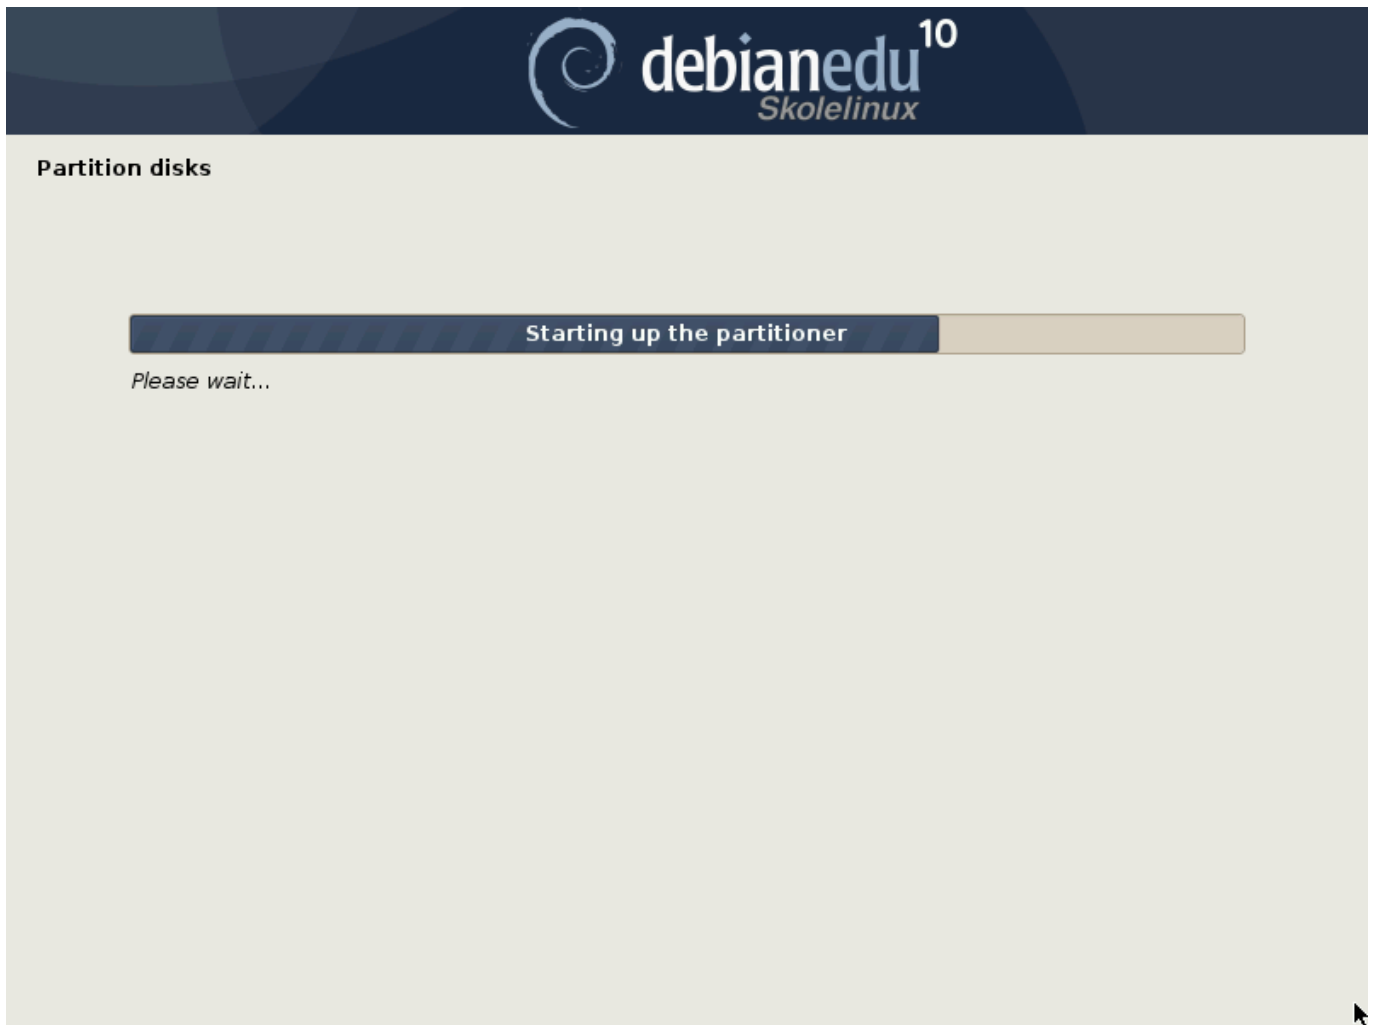 debianedu 10
Skolelinux
Partition disks
Starting up the partitioner
Please wait...